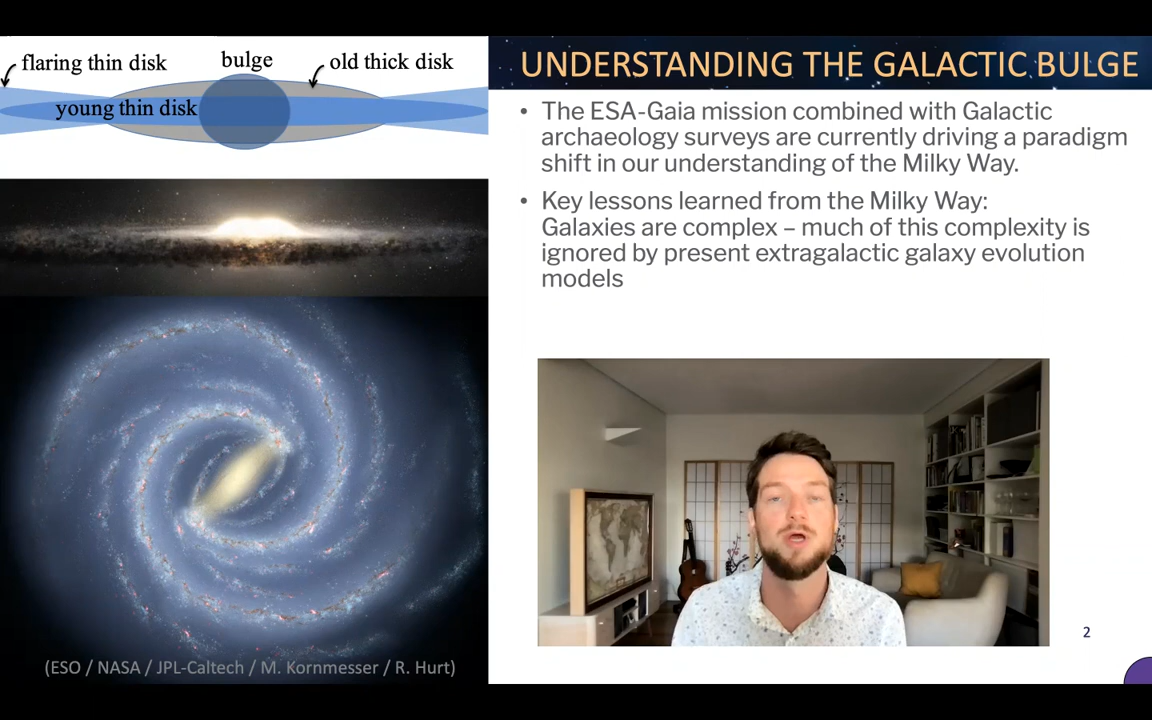 flaring thin disk
bulge
old thick disk
young thin disk
(ESO / NASA / JPL-Caltech / M. Kornmesser / R. Hurt)
UNDERSTANDING THE GALACTIC BULGE
• The ESA-Gaia mission combined with Galactic
archaeology surveys are currently driving a paradigm
shift in our understanding of the Milky Way.
• Key lessons learned from the Milky Way:
Galaxies are complex – much of this complexity is
ignored by present extragalactic galaxy evolution
models
2